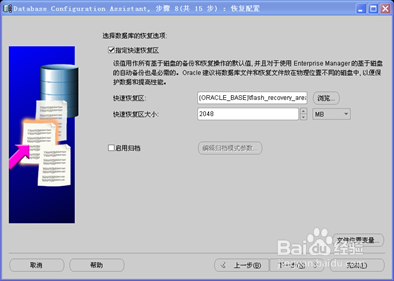 Database Configuration Assistant, 步骤 8(共 15 步) : 恢复配置
选择数据库的恢复选项:
指定快速恢复区
该值用作所有基于磁盘的备份和恢复操作的默认值, 并且对于使用 Enterprise Manager 的基于磁盘
的自动备份也是必需的。Oracle 建议将数据库文件和恢复文件放在物理位置不同的磁盘中, 以便保
护数据和提高性能。
快速恢复区: {ORACLE_BASE}\flash_recovery_are 浏览...
快速恢复区大小: 2048 MB
启用归档 编辑归档模式参数...
文件位置变量...
取消 帮助 上一步(B) 下一步
Baidu 经验